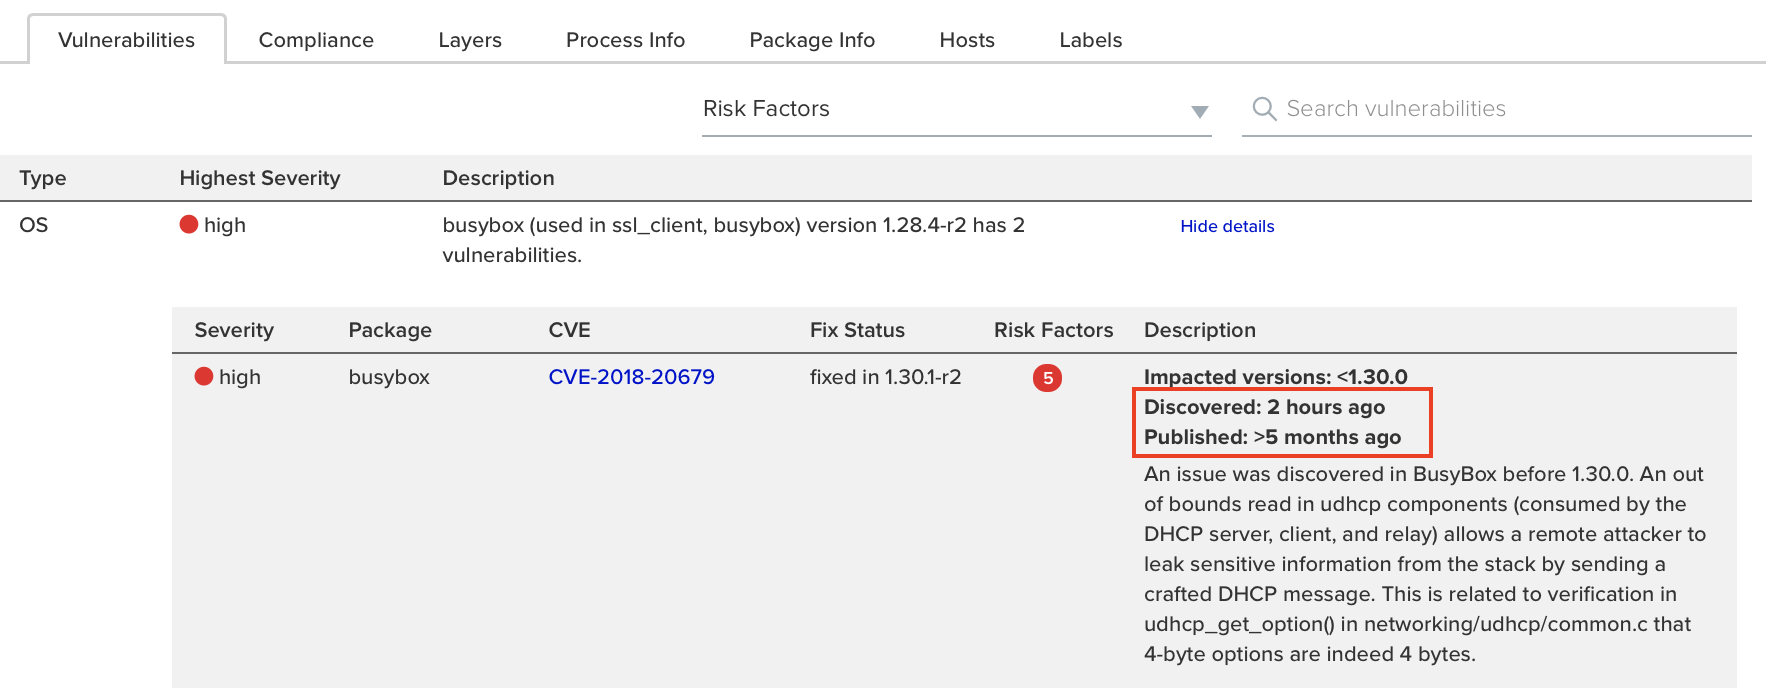 Vulnerabilities Compliance Layers Process Info Package Info Hosts Labels
Risk Factors Search vulnerabilities
Type Highest Severity Description
OS high busybox (used in ssl_client, busybox) version 1.28.4-r2 has 2 Hide details
vulnerabilities.
Severity Package CVE Fix Status Risk Factors Description
high busybox CVE-2018-20679 fixed in 1.30.1-r2 5 Impacted versions: <1.30.0
Discovered: 2 hours ago
Published: >5 months ago
An issue was discovered in BusyBox before 1.30.0. An out
of bounds read in udhcp components (consumed by the
DHCP server, client, and relay) allows a remote attacker to
leak sensitive information from the stack by sending a
crafted DHCP message. This is related to verification in
udhcp_get_option() in networking/udhcp/common.c that
4-byte options are indeed 4 bytes.